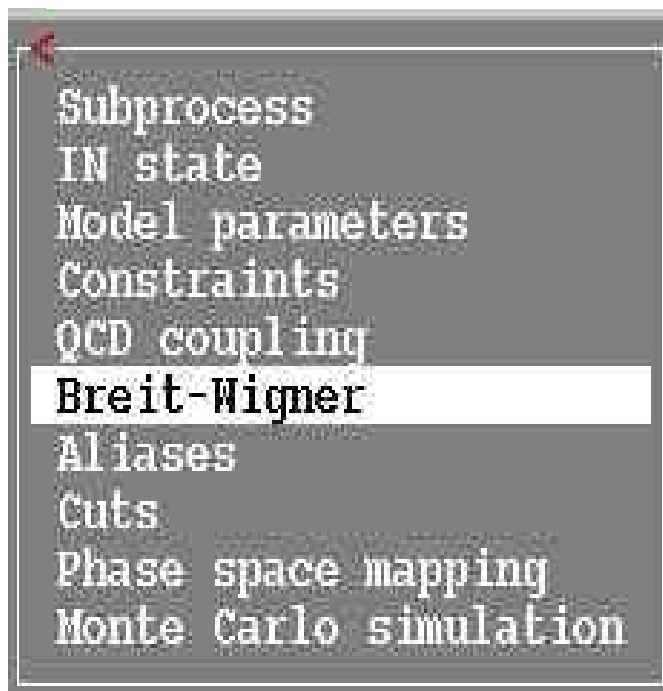 Subprocess
IN state
Model parameters
Constraints
QCD coupling
Breit-Wigner
Aliases
Cuts
Phase space mapping
Monte Carlo simulation